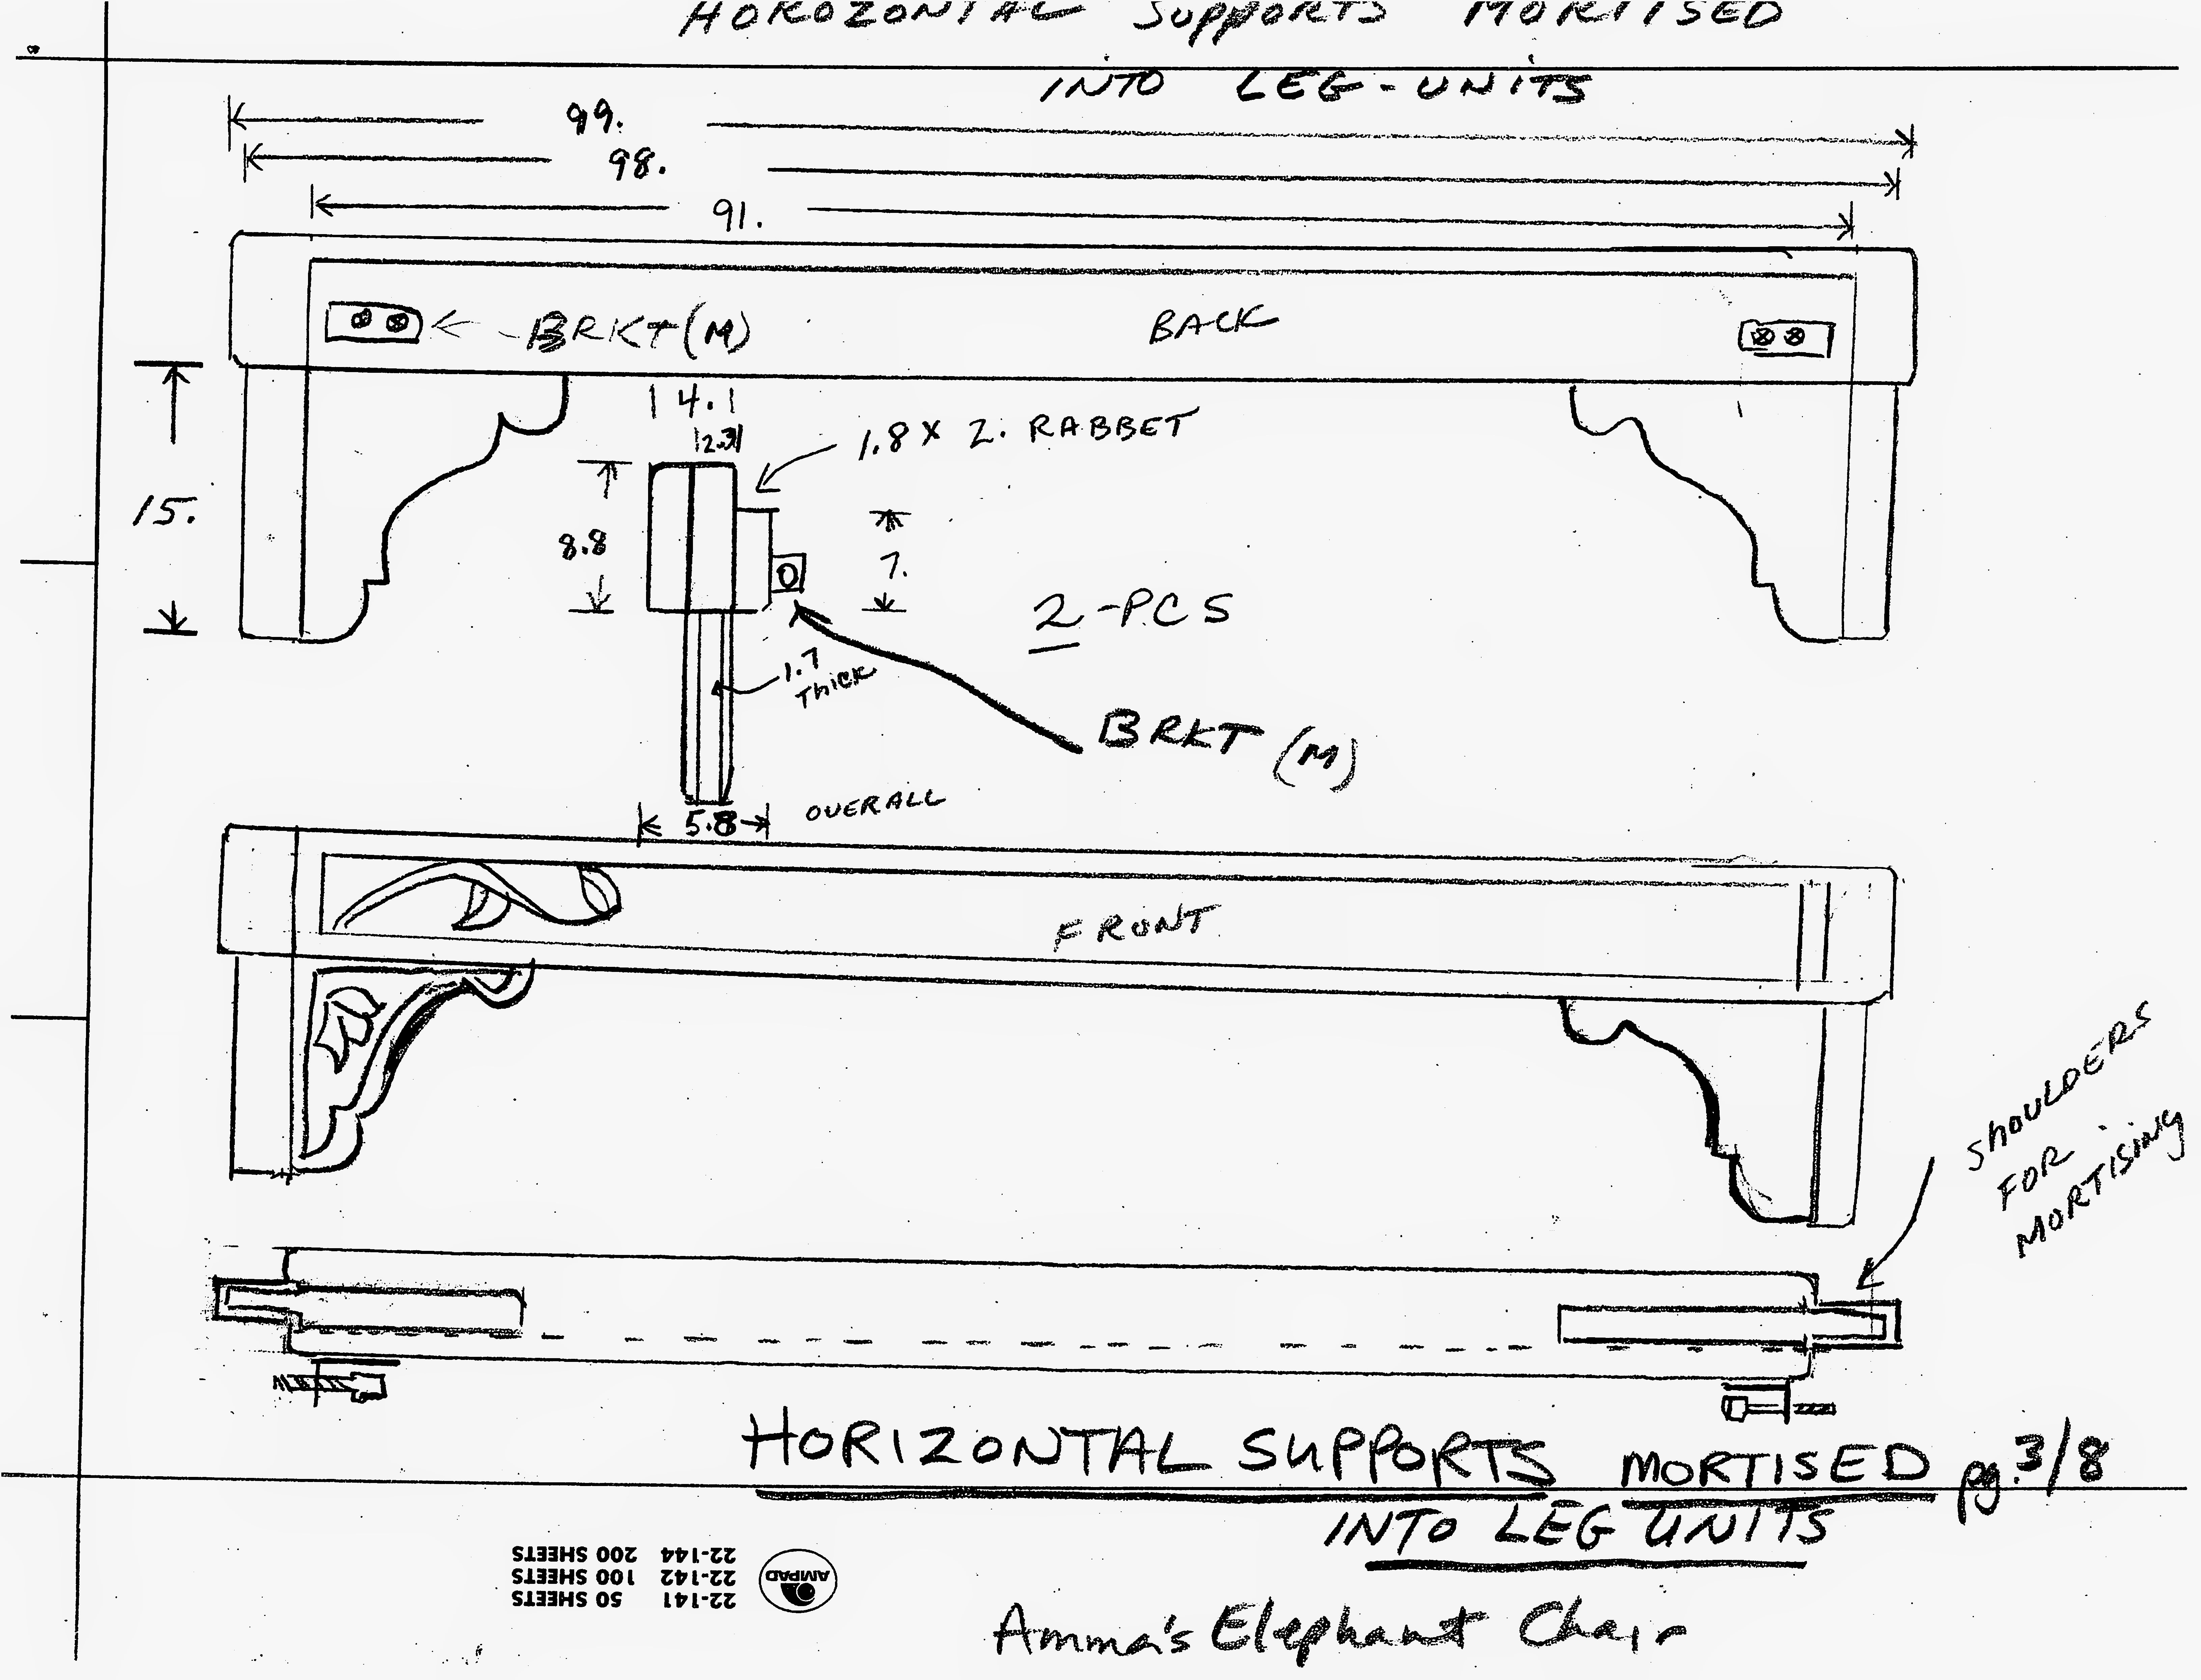 HOROZONTAL SUPPORTS MORTISED
INTO LEG-UNITS
99.
98.
91.
BRKT (M)
BACK
4.
2.3
1.8 X 2. RABBET
15.
8.8
7.
2-PCS
1.7
THICK
BRKT (M)
5.8 OVERALL
FRONT
SHOULDERS
FOR
MORTISING
HORIZONTAL SUPPORTS MORTISED pg. 3/8
INTO LEG UNITS
22-141 50 SHEETS
22-142 100 SHEETS
22-144 200 SHEETS
AMPAD
Amma's Elephant Chair